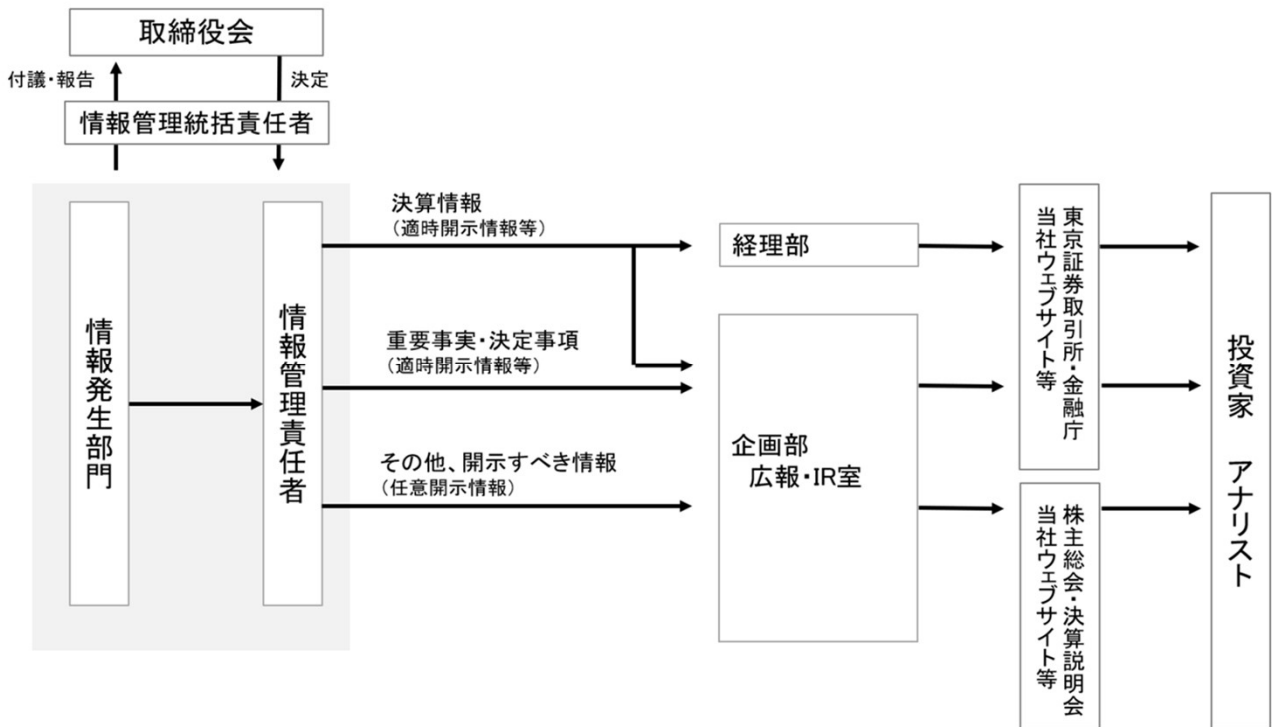 取締役会
付議・報告
決定
情報管理統括責任者
情報発生部門
情報管理責任者
決算情報
(適時開示情報等)
重要事実・決定事項
(適時開示情報等)
その他、開示すべき情報
(任意開示情報)
経理部
企画部
広報・IR室
東京証券取引所・金融庁
当社ウェブサイト等
株主総会・決算説明会
当社ウェブサイト等
投資家 アナリスト